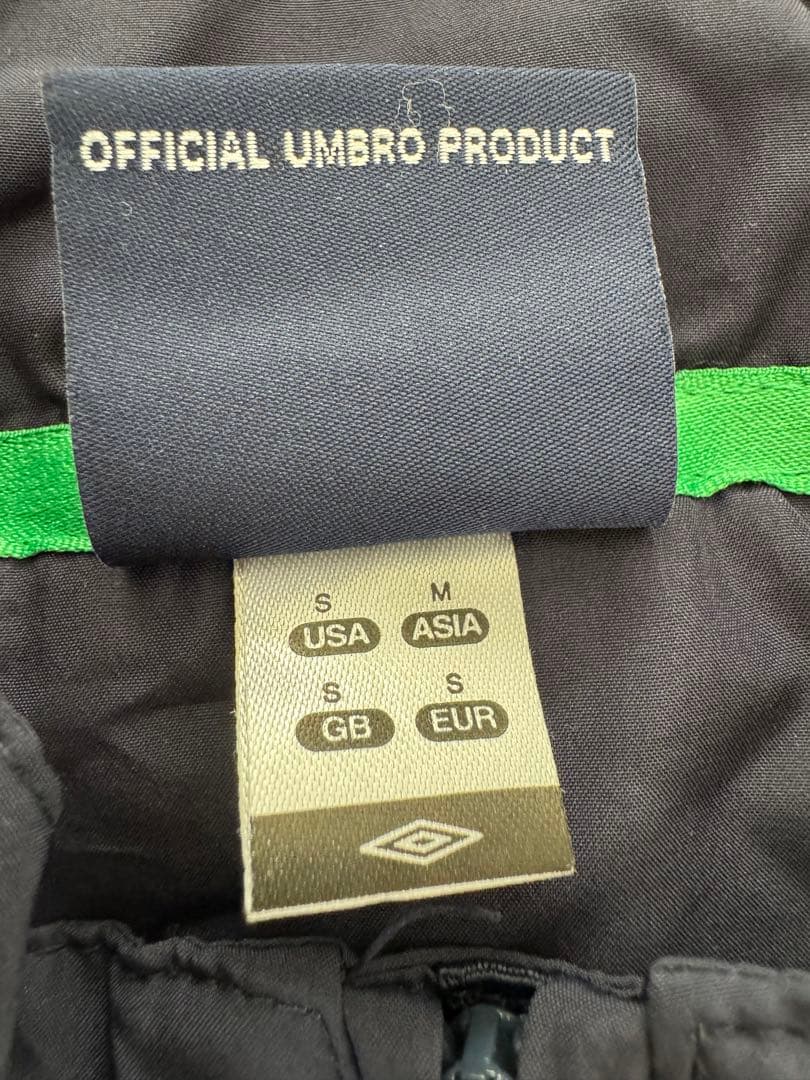 OFFICIAL UMBRO PRODUCT
S M
USA ASIA
S S
GB EUR